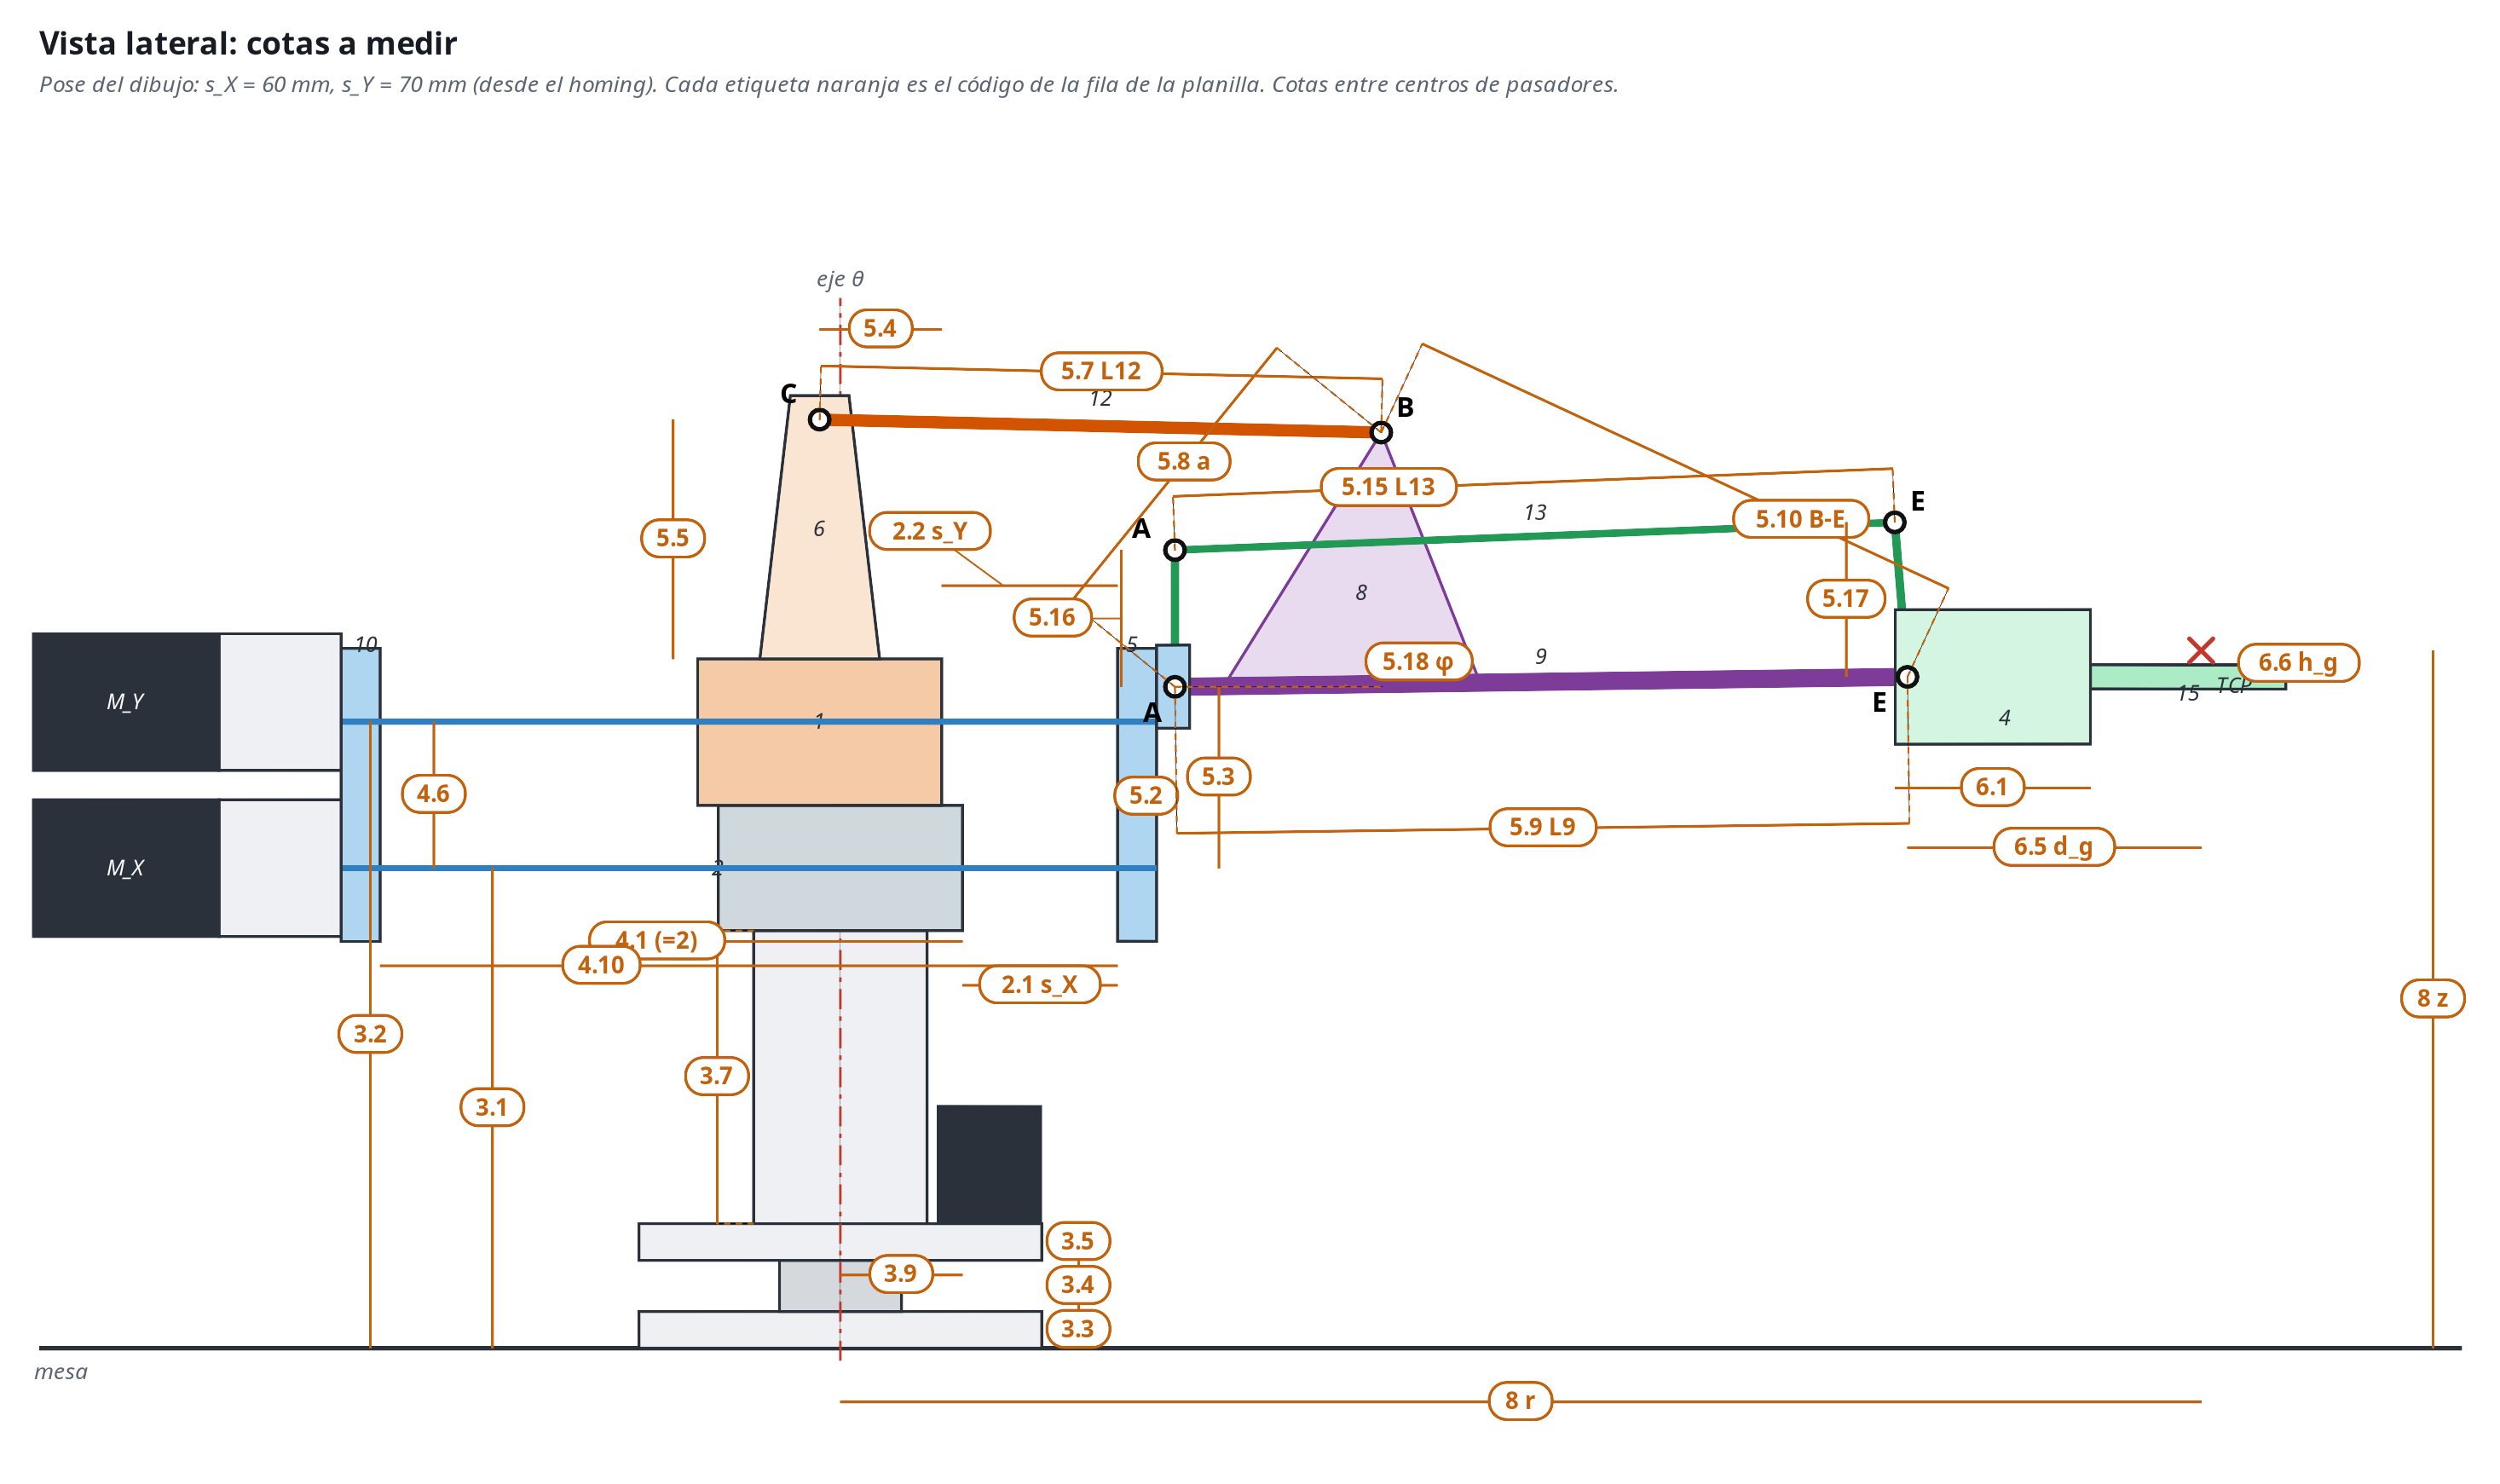 Vista lateral: cotas a medir
Pose del dibujo: s_X = 60 mm, s_Y = 70 mm (desde el homing). Cada etiqueta naranja es el código de la fila de la planilla. Cotas entre centros de pasadores.
eje θ
5.4
5.7 L12
C
12
B
5.8 a
5.15 L13
E
13
5.10 B-E
A
6
2.2 s_Y
5.5
8
5.17
5.16
10
5
9
5.18 φ
6.6 h_g
TCP
15
M_Y
1
A
E
4
5.3
5.2
4.6
6.1
5.9 L9
6.5 d_g
M_X
2
4.1 (=2)
4.10
2.1 s_X
8 z
3.2
3.7
3.1
3.5
3.9
3.4
3.3
mesa
8 r